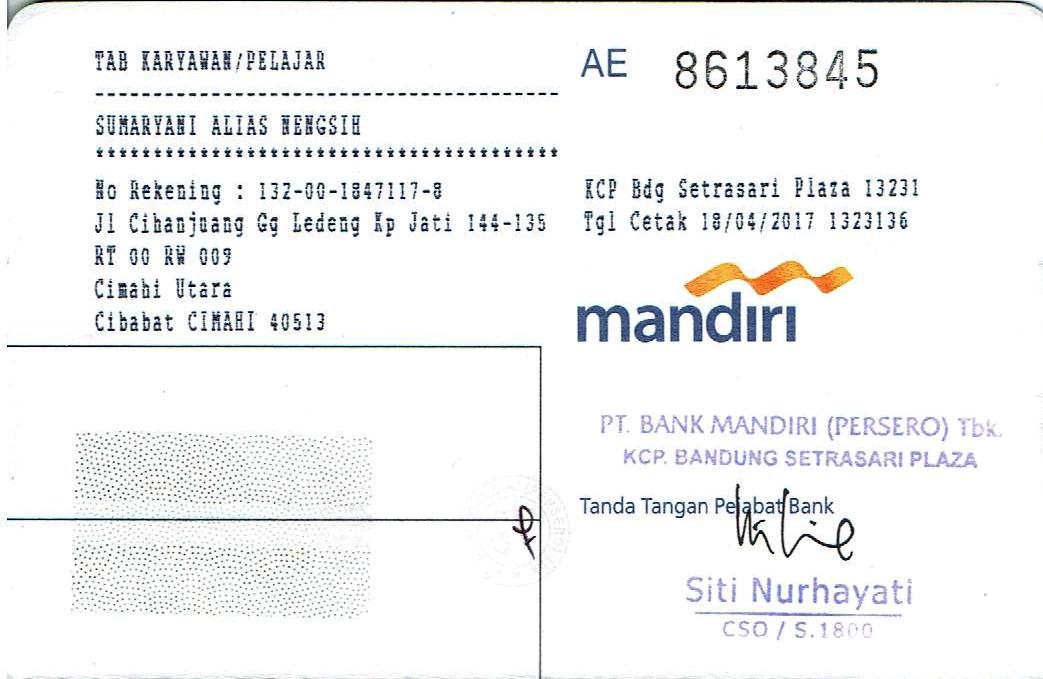 TAB KARYAWAN/PELAJAR
----------------------------------------
SUMARYANI ALIAS NENGSIH
****************************************
No Rekening : 132-00-1847117-8
Jl Cihanjuang Gg Ledeng Kp Jati 144-135
RT 00 RW 009
Cimahi Utara
Cibabat CIMAHI 40513
AE 8613845
KCP Bdg Setrasari Plaza 13231
Tgl Cetak 18/04/2017 1323136
mandiri
PT. BANK MANDIRI (PERSERO) Tbk.
KCP. BANDUNG SETRASARI PLAZA
Tanda Tangan Pejabat Bank
Siti Nurhayati
CSO / S.1800